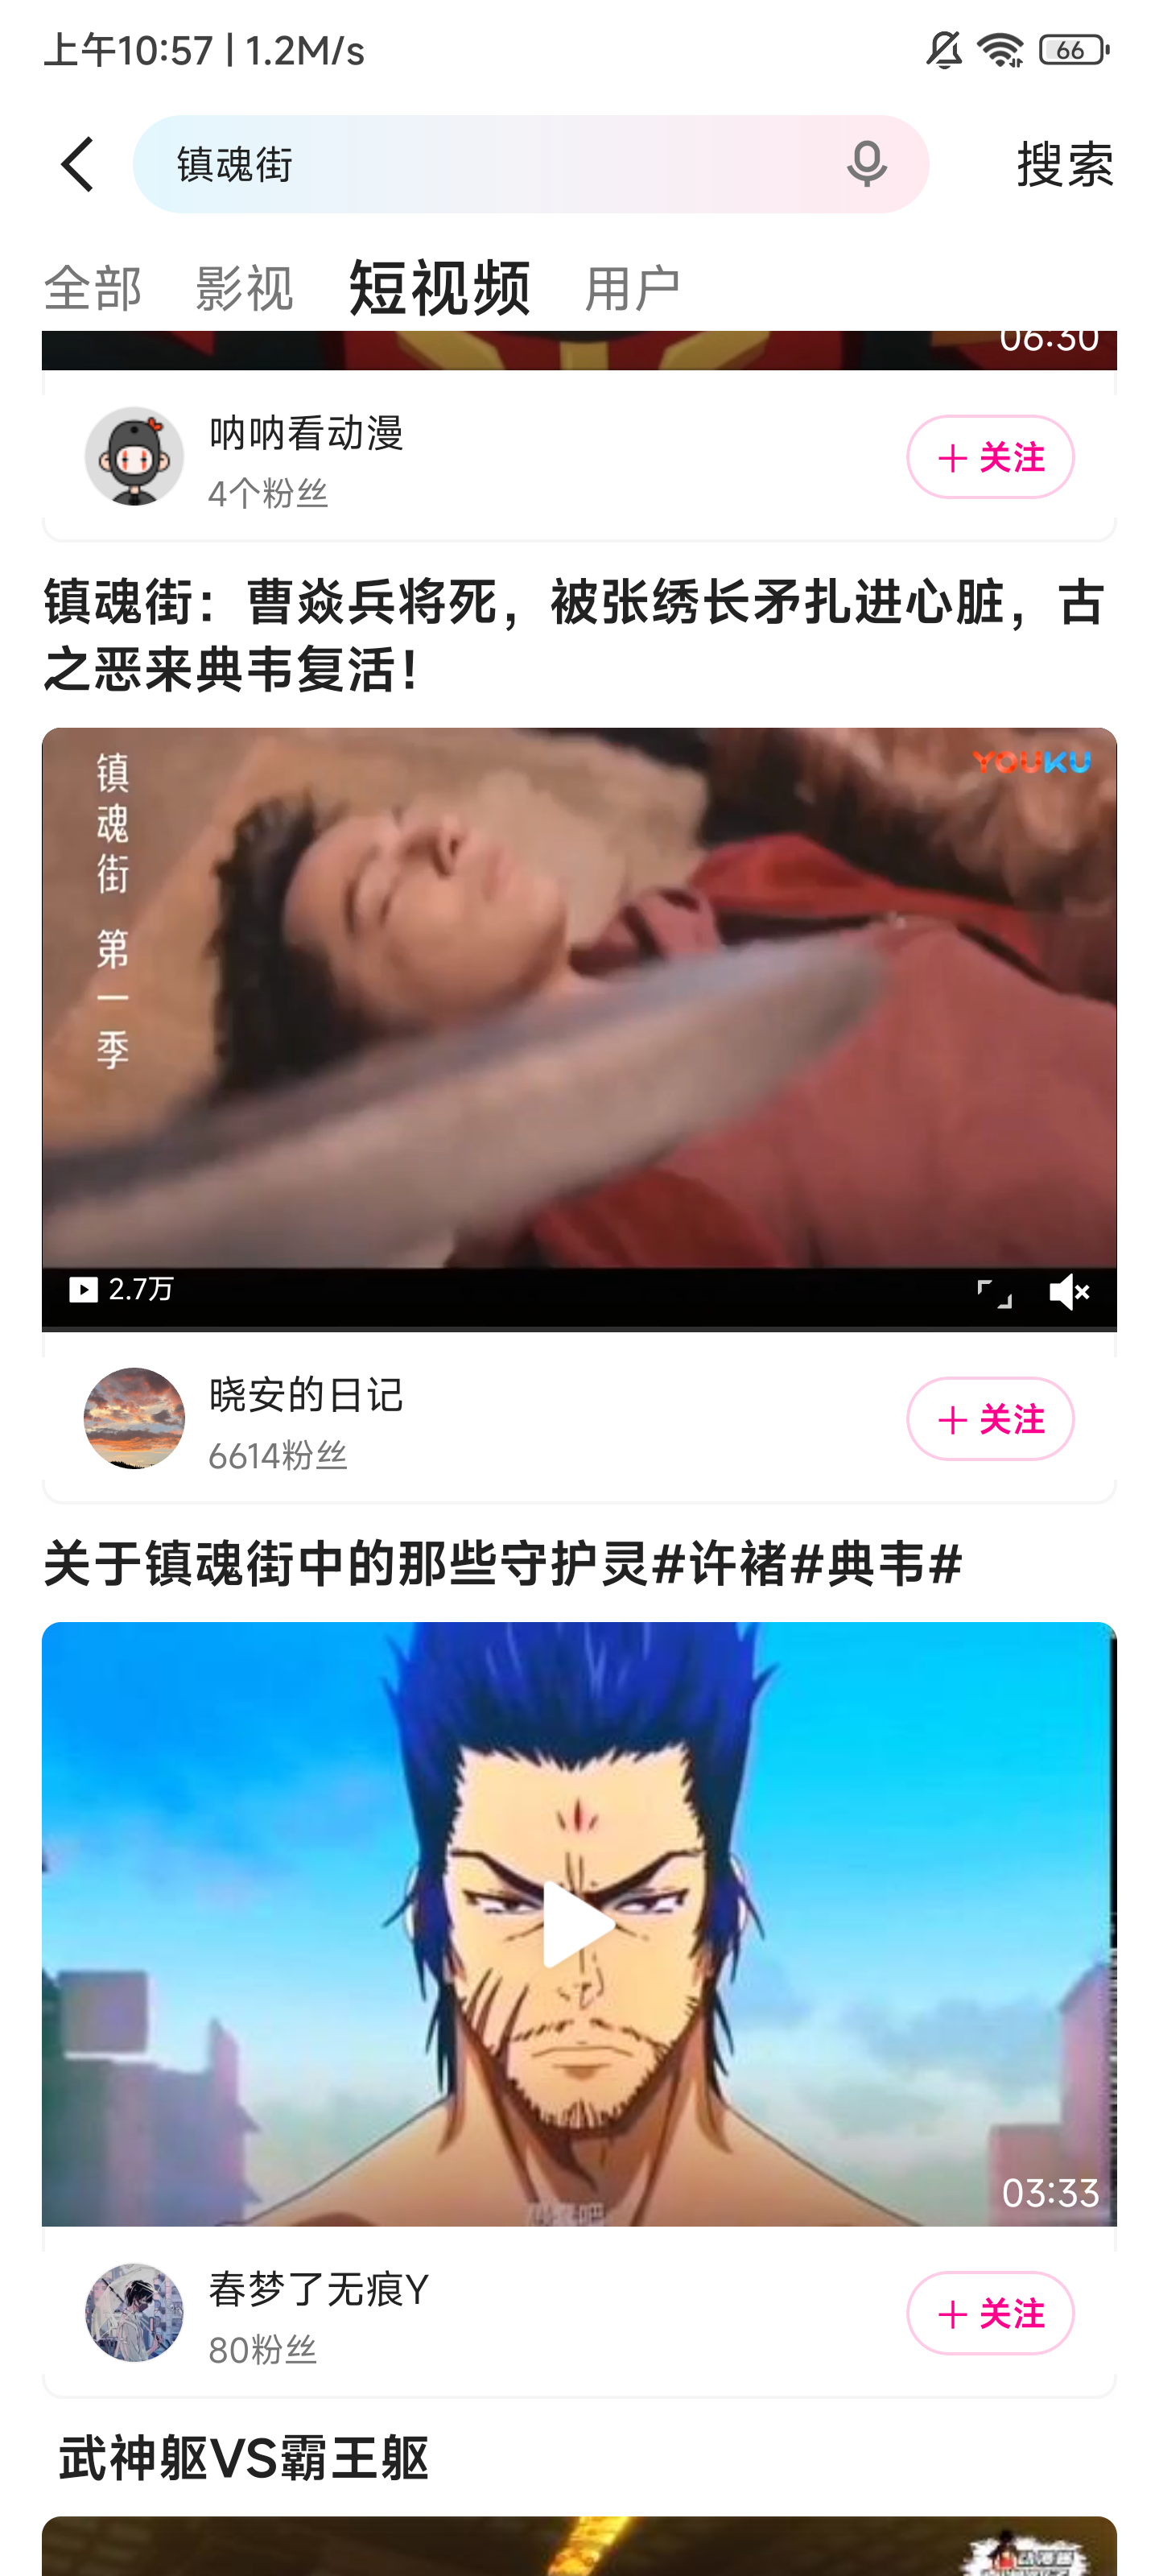 上午10:57 | 1.2M/s
66
镇魂街
搜索
全部 影视 短视频 用户
06:30
呐呐看动漫
4个粉丝
+ 关注
镇魂街：曹焱兵将死，被张绣长矛扎进心脏，古
之恶来典韦复活！
镇魂街 第一季
YOUKU
2.7万
晓安的日记
6614粉丝
+ 关注
关于镇魂街中的那些守护灵#许褚#典韦#
03:33
春梦了无痕Y
80粉丝
+ 关注
武神躯VS霸王躯